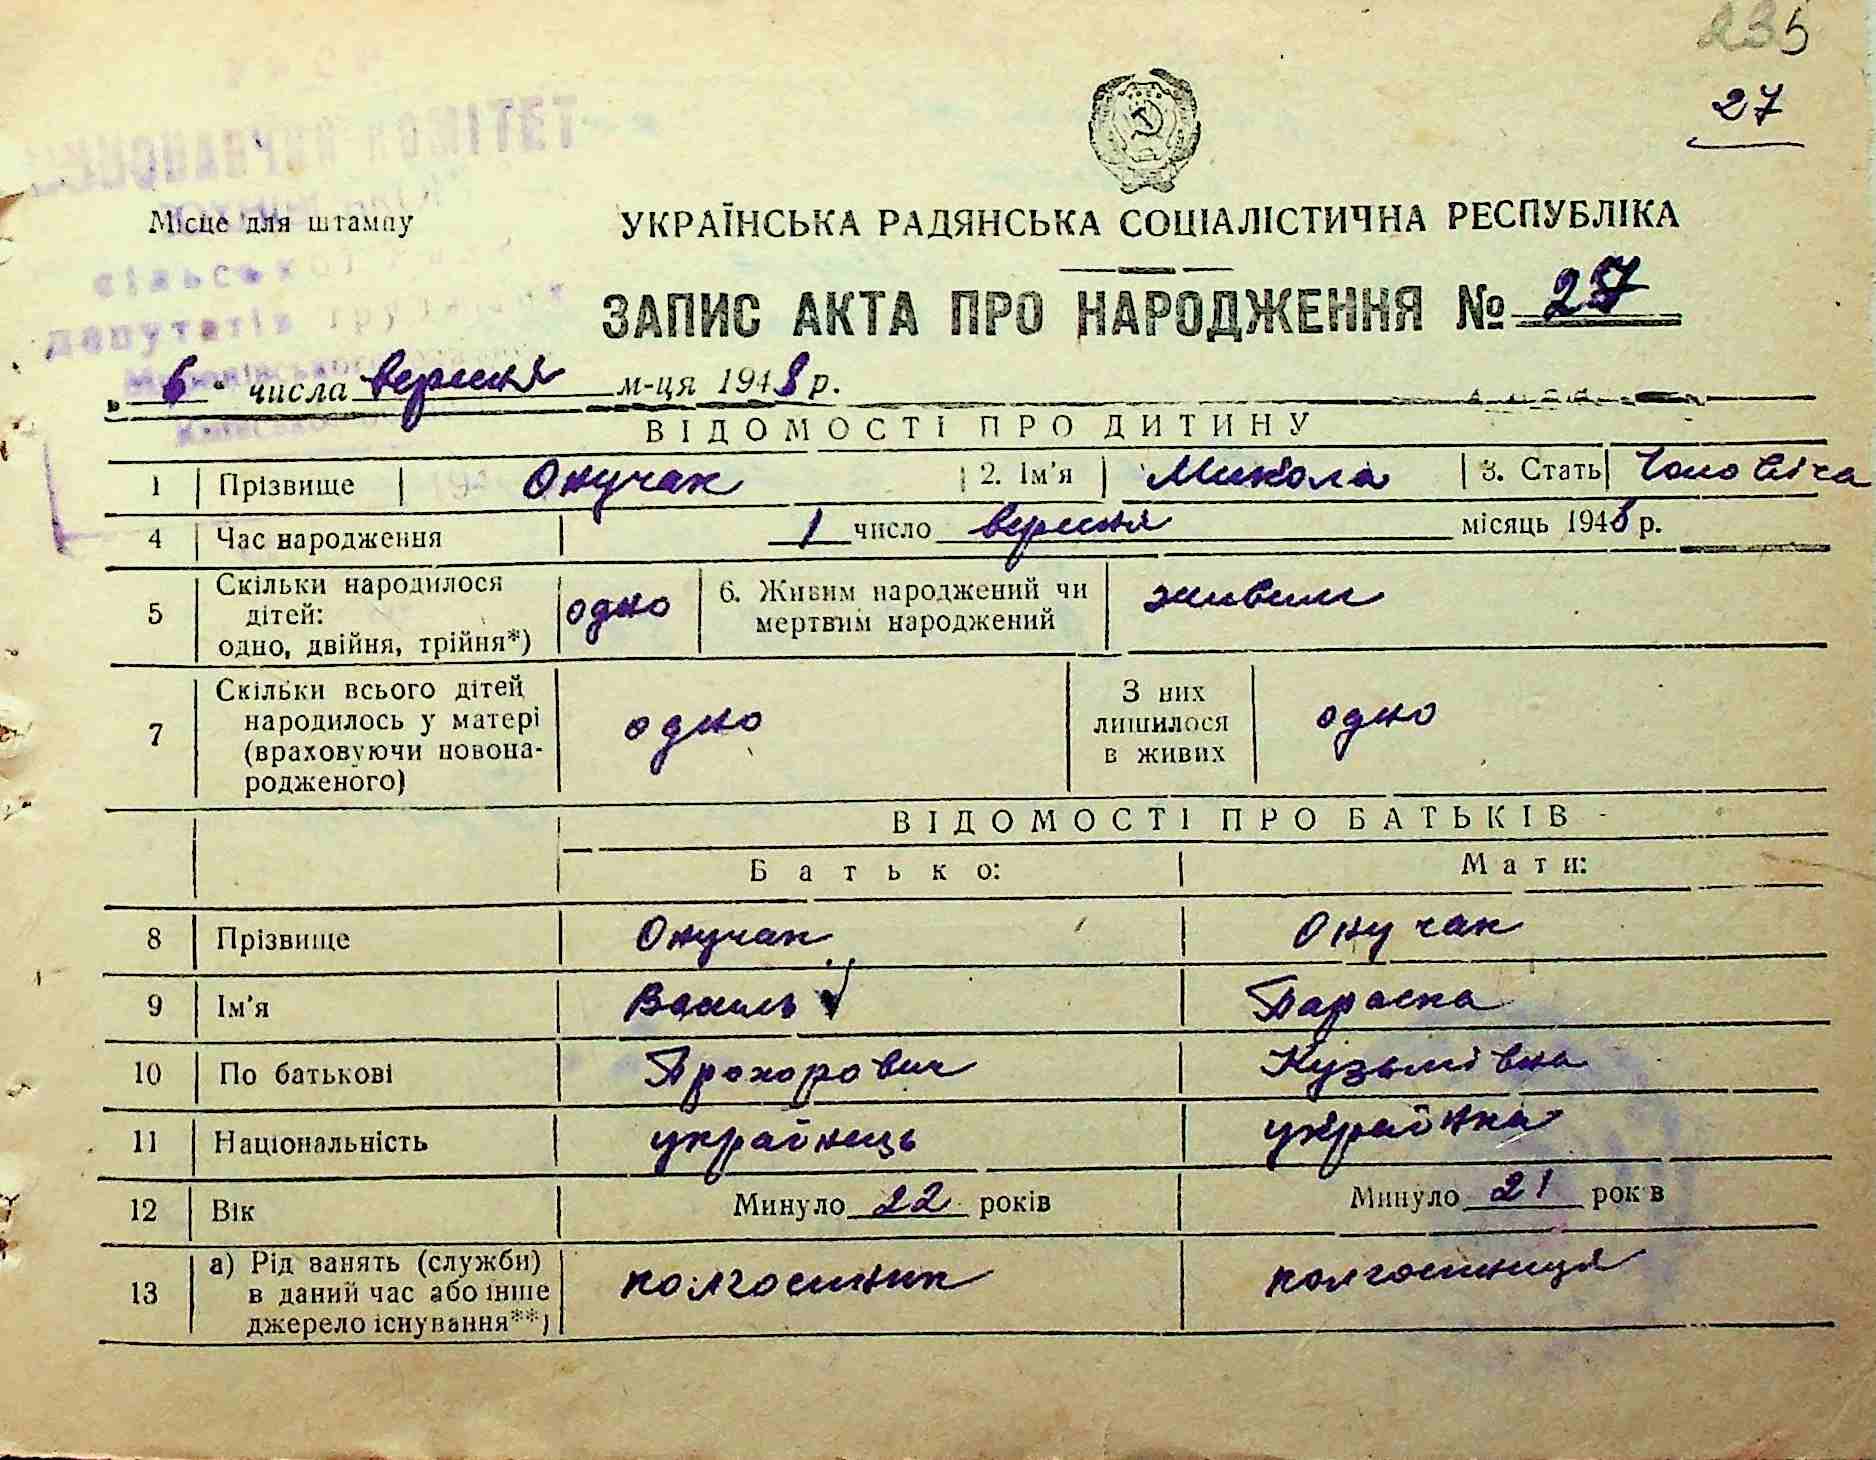 235
27
КОМІТЕТ
Місце для штампу
сільської
депутатів трудящих
УКРАЇНСЬКА РАДЯНСЬКА СОЦІАЛІСТИЧНА РЕСПУБЛІКА
ЗАПИС АКТА ПРО НАРОДЖЕННЯ № 27
„ 6 " числа вересня м-ця 1948 р.
ВІДОМОСТІ ПРО ДИТИНУ
1 Прізвище Онучак 2. Ім'я Микола 3. Стать Чоловіча
4 Час народження 1 число вересня місяць 1948 р.
5 Скільки народилося дітей: одно, двійня, трійня*) одно 6. Живим народжений чи мертвим народжений живим
7 Скільки всього дітей народилось у матері (враховуючи новонародженого) одно З них лишилося в живих одно
ВІДОМОСТІ ПРО БАТЬКІВ
Батько: Мати:
8 Прізвище Онучак Онучак
9 Ім'я Василь Параска
10 По батькові Прохорович Кузьмівна
11 Національність українець українка
12 Вік Минуло 22 років Минуло 21 рок в
13 а) Рід занять (служби) в даний час або інше джерело існування**) колгоспник колгоспниця